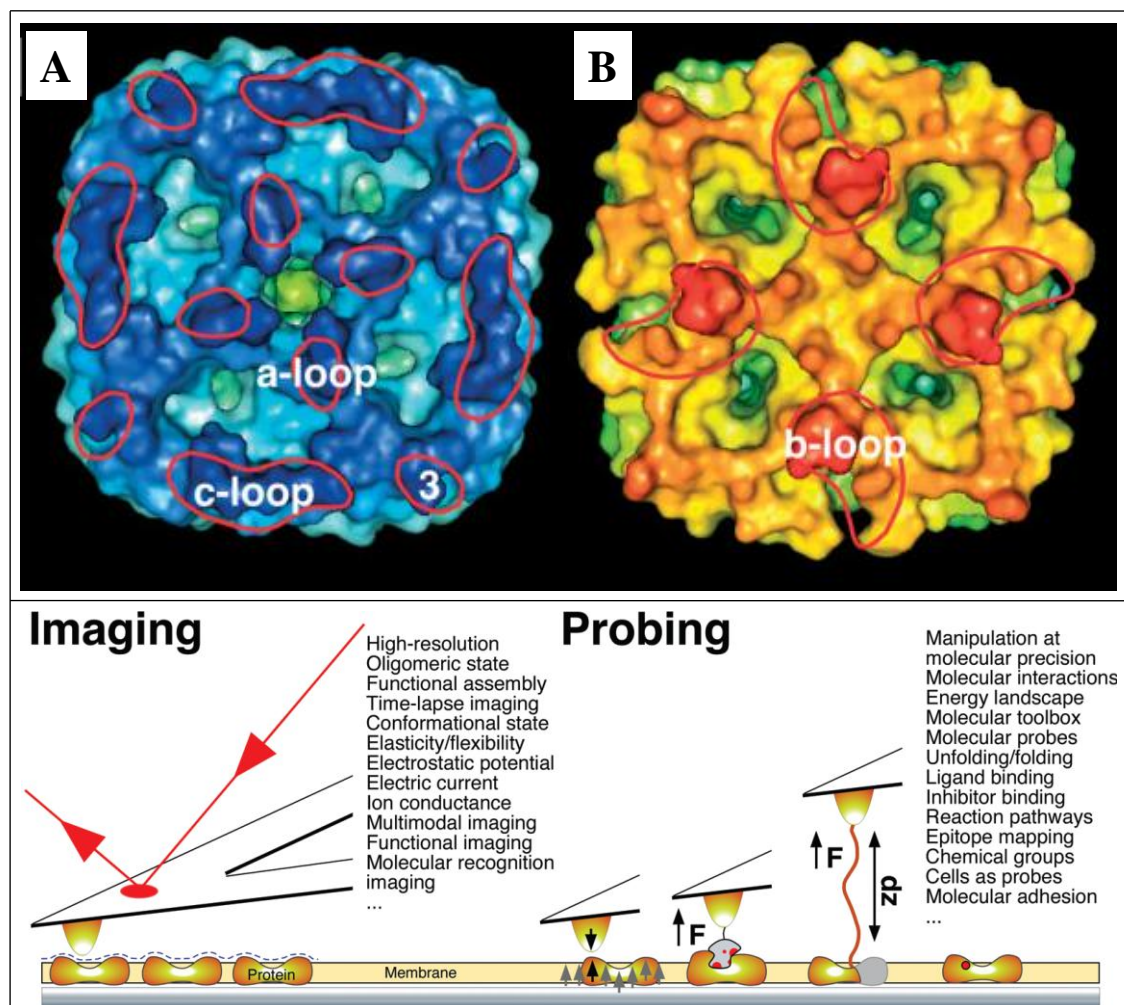 A
B
a-loop
c-loop
3
b-loop
Imaging
High-resolution
Oligomeric state
Functional assembly
Time-lapse imaging
Conformational state
Elasticity/flexibility
Electrostatic potential
Electric current
Ion conductance
Multimodal imaging
Functional imaging
Molecular recognition
imaging
...
Protein
Membrane
Probing
Manipulation at
molecular precision
Molecular interactions
Energy landscape
Molecular toolbox
Molecular probes
Unfolding/folding
Ligand binding
Inhibitor binding
Reaction pathways
Epitope mapping
Chemical groups
Cells as probes
Molecular adhesion
...
F
F
dz